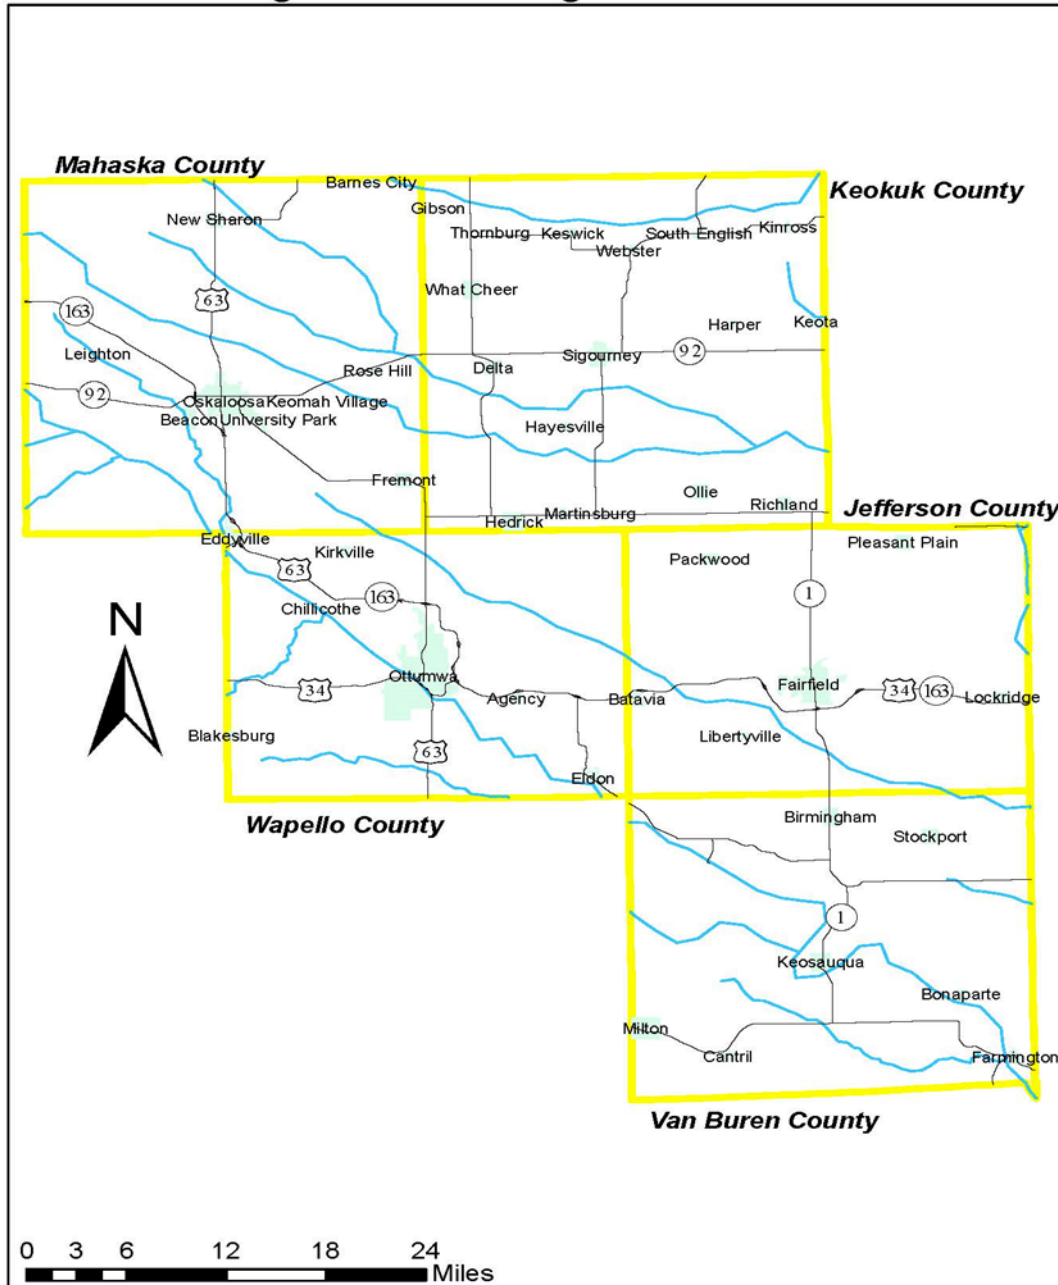 Mahaska County
Barnes City
Keokuk County
Gibson
New Sharon
Thornburg
Keswick
South English
Kinross
Webster
What Cheer
63
163
Harper
Keota
Leighton
Sigourney
92
Rose Hill
Delta
92
Oskaloosa
Keomah Village
Beacon
University Park
Hayesville
Fremont
Ollie
Richland
Jefferson County
Hedrick
Martinsburg
Eddyville
Kirkville
Packwood
Pleasant Plain
63
163
1
Chillicothe
N
Ottumwa
34
Agency
Batavia
Fairfield
34
163
Lockridge
Blakesburg
63
Libertyville
Eldon
Wapello County
Birmingham
Stockport
1
Keosauqua
Bonaparte
Milton
Cantril
Farmington
Van Buren County
0 3 6 12 18 24
Miles